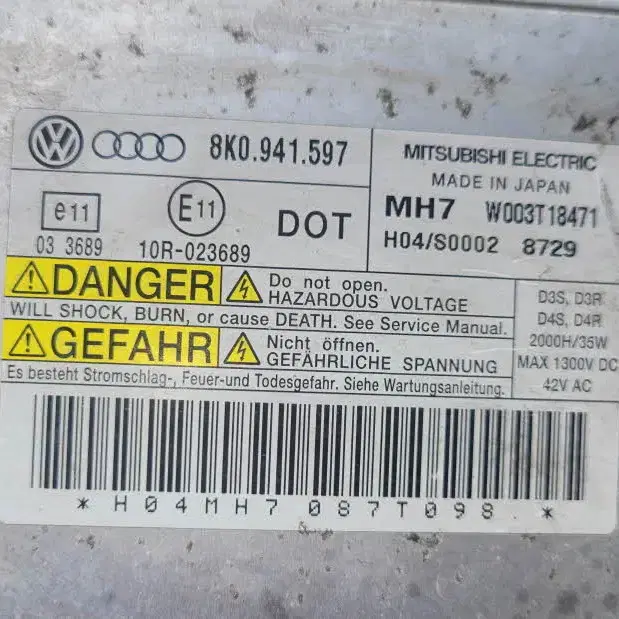 8K0.941.597
e11
E11
DOT
03 3689
10R-023689
MITSUBISHI ELECTRIC
MADE IN JAPAN
MH7 W003T18471
H04/S0002 8729
DANGER
Do not open.
HAZARDOUS VOLTAGE
WILL SHOCK, BURN, or cause DEATH. See Service Manual.
GEFAHR
Nicht öffnen.
GEFÄHRLICHE SPANNUNG
Es besteht Stromschlag-, Feuer-und Todesgefahr. Siehe Wartungsanleitung.
D3S, D3R
D4S, D4R
2000H/35W
MAX 1300V DC
42V AC
*H04MH7087T098.*